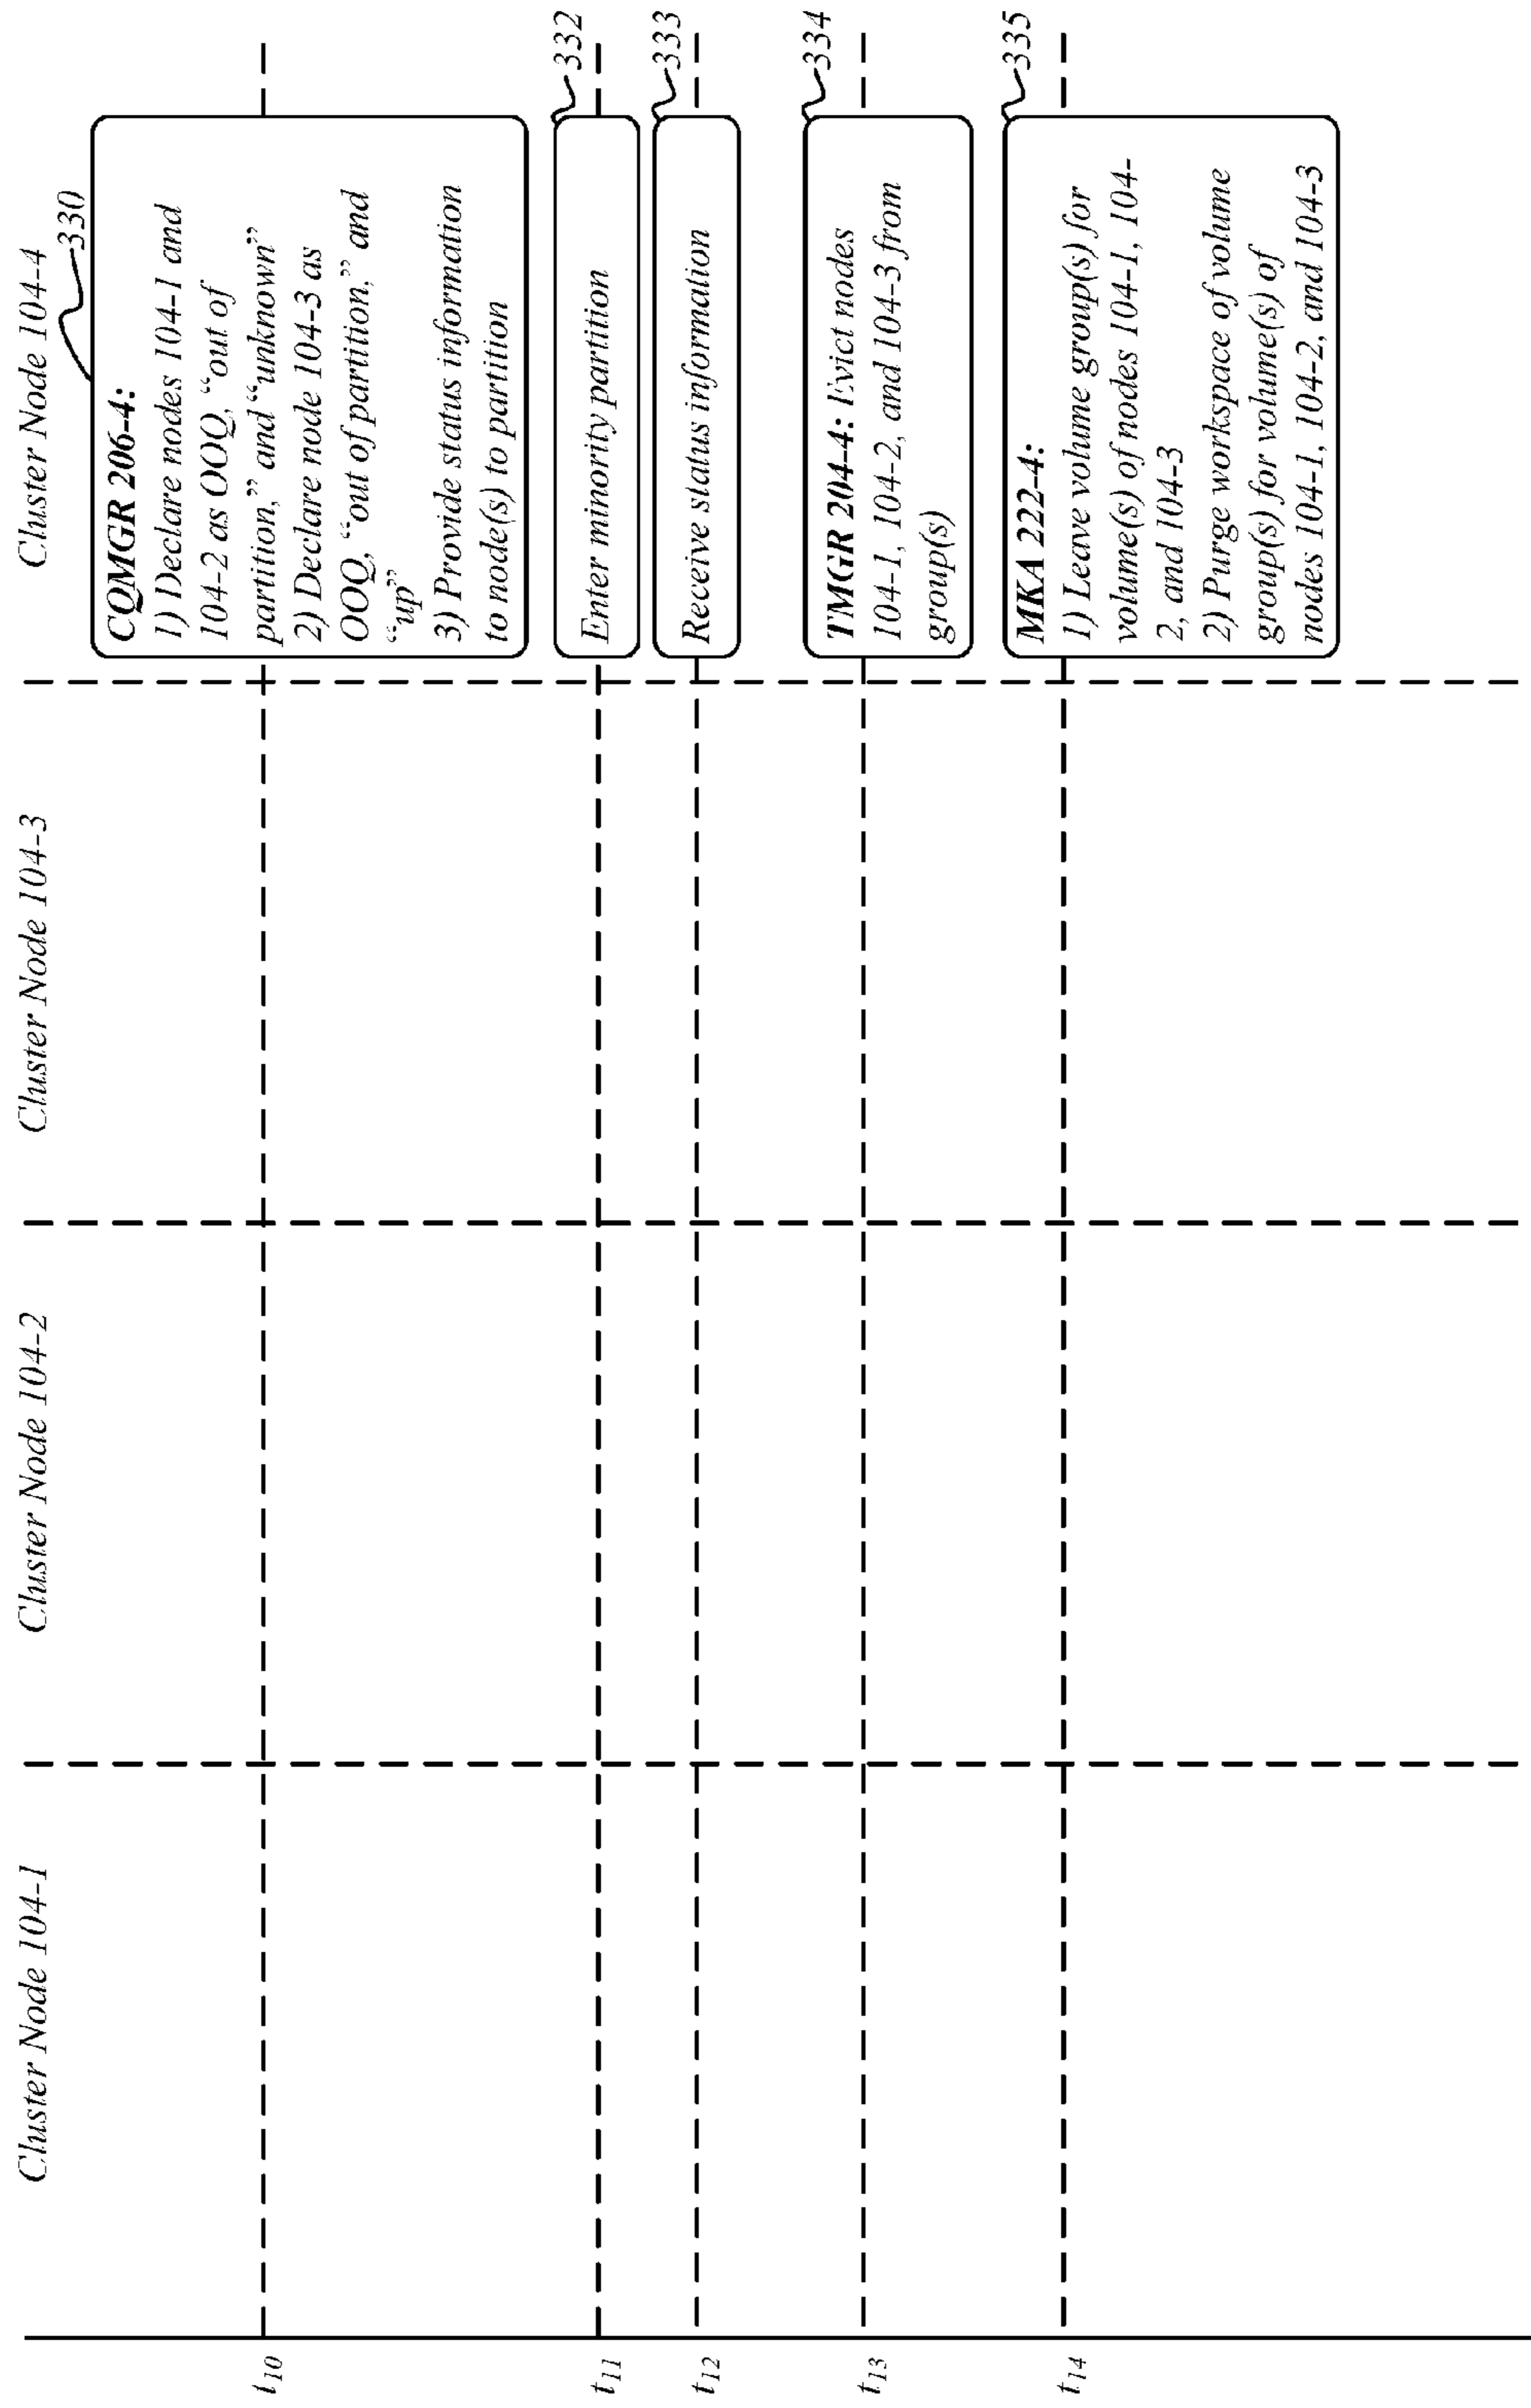 Cluster Node 104-1
Cluster Node 104-2
Cluster Node 104-3
Cluster Node 104-4
330
t10
CQMGR 206-4:
1) Declare nodes 104-1 and
104-2 as OOQ, “out of
partition,” and “unknown”
2) Declare node 104-3 as
OOQ, “out of partition,” and
“up”
3) Provide status information
to node(s) to partition
332
t11
Enter minority partition
333
t12
Receive status information
334
t13
TMGR 204-4: Evict nodes
104-1, 104-2, and 104-3 from
group(s)
335
t14
MKA 222-4:
1) Leave volume group(s) for
volume(s) of nodes 104-1, 104-
2, and 104-3
2) Purge workspace of volume
group(s) for volume(s) of
nodes 104-1, 104-2, and 104-3